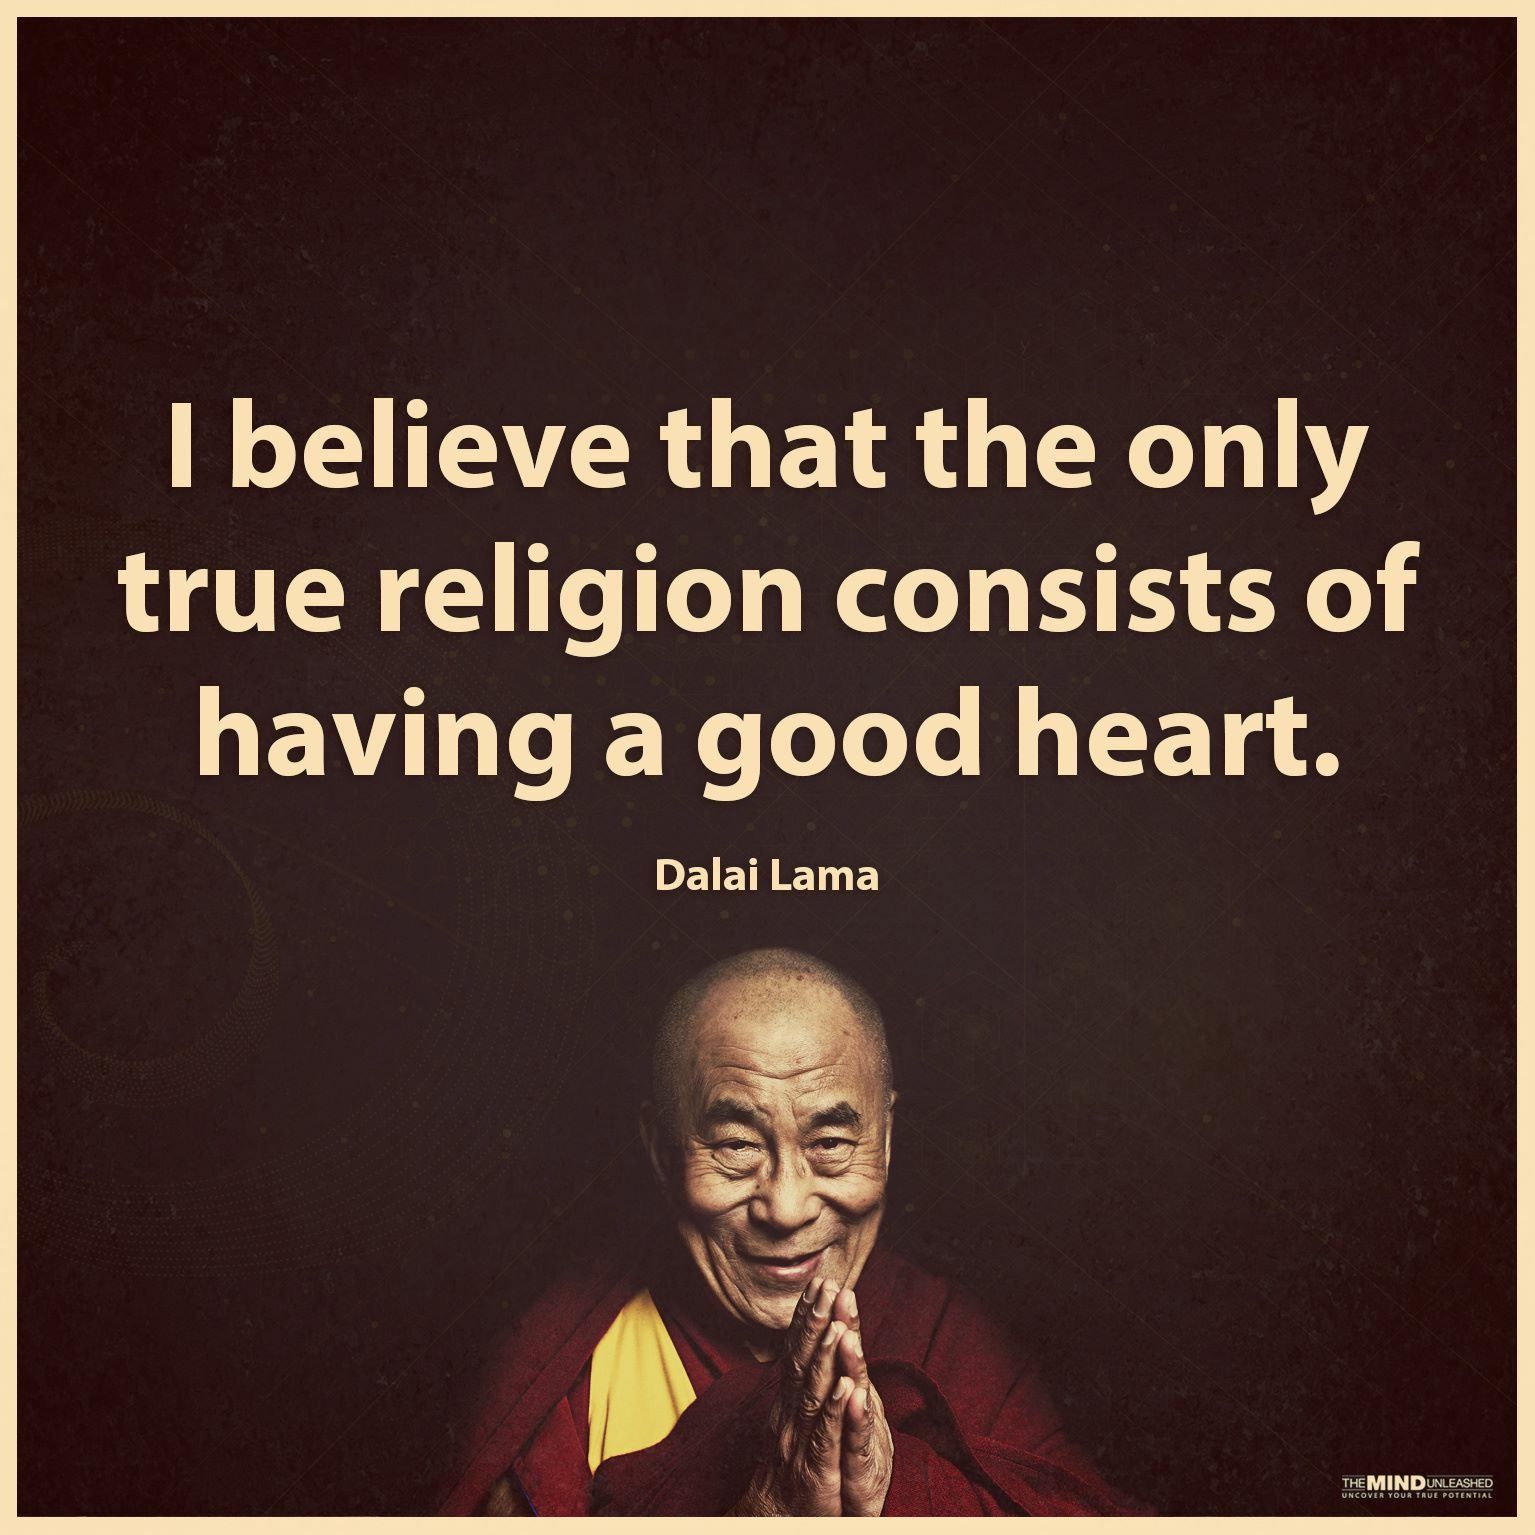 I believe that the only
true religion consists of
having a good heart.
Dalai Lama
THE MIND UNLEASHED
UNCOVER YOUR TRUE POTENTIAL